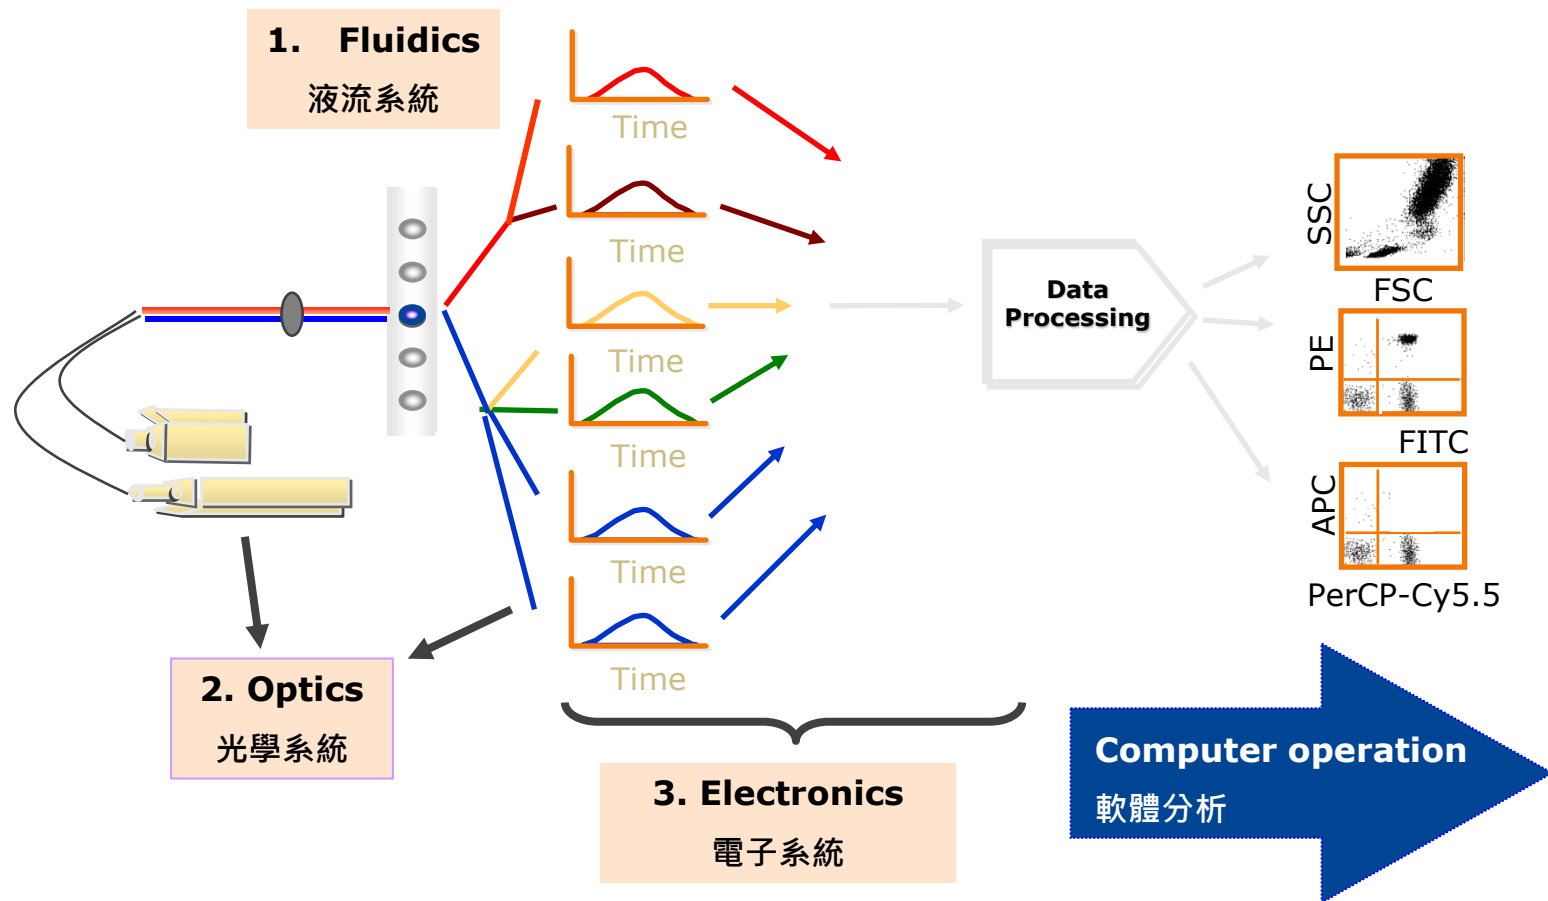 1. Fluidics
液流系統
Time
Time
Time
Time
Time
Time
2. Optics
光學系統
3. Electronics
電子系統
Data
Processing
SSC
FSC
PE
FITC
APC
PerCP-Cy5.5
Computer operation
軟體分析